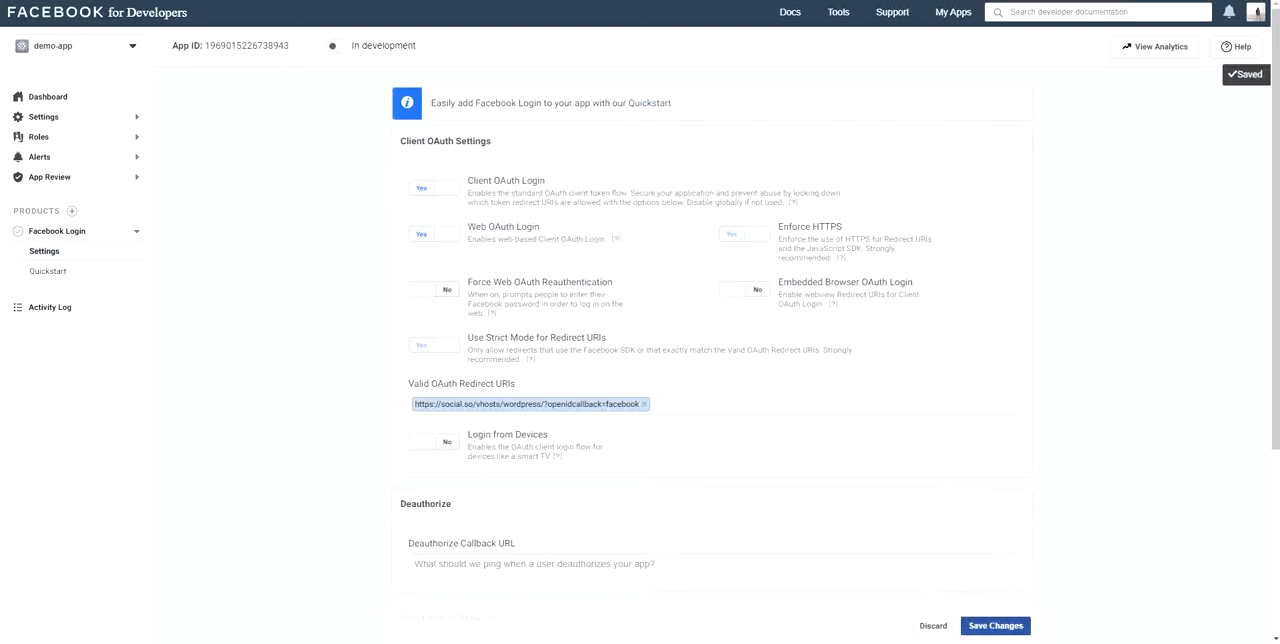 FACEBOOK for Developers
Docs
Tools
Support
My Apps
Search developer documentation
demo-app
App ID: 1969015226738943
In development
View Analytics
Help
Saved
Dashboard
Settings
Roles
Alerts
App Review
PRODUCTS
Facebook Login
Settings
Quickstart
Activity Log
Easily add Facebook Login to your app with our Quickstart
Client OAuth Settings
Yes
Client OAuth Login
Enables the standard OAuth client token flow. Secure your application and prevent abuse by locking down
which token redirect URIs are allowed with the options below. Disable globally if not used. [?]
Yes
Web OAuth Login
Enables web-based Client OAuth Login. [?]
Yes
Enforce HTTPS
Enforce the use of HTTPS for Redirect URIs
and the JavaScript SDK. Strongly
recommended. [?]
No
Force Web OAuth Reauthentication
When on, prompts people to enter their
Facebook password in order to log in on the
web. [?]
No
Embedded Browser OAuth Login
Enable webview Redirect URIs for Client
OAuth Login. [?]
Yes
Use Strict Mode for Redirect URIs
Only allow redirects that use the Facebook SDK or that exactly match the Valid OAuth Redirect URIs. Strongly
recommended. [?]
Valid OAuth Redirect URIs
https://social.so/vhosts/wordpress/?openidcallback=facebook
No
Login from Devices
Enables the OAuth client login flow for
devices like a smart TV [?]
Deauthorize
Deauthorize Callback URL
What should we ping when a user deauthorizes your app?
Discard
Save Changes